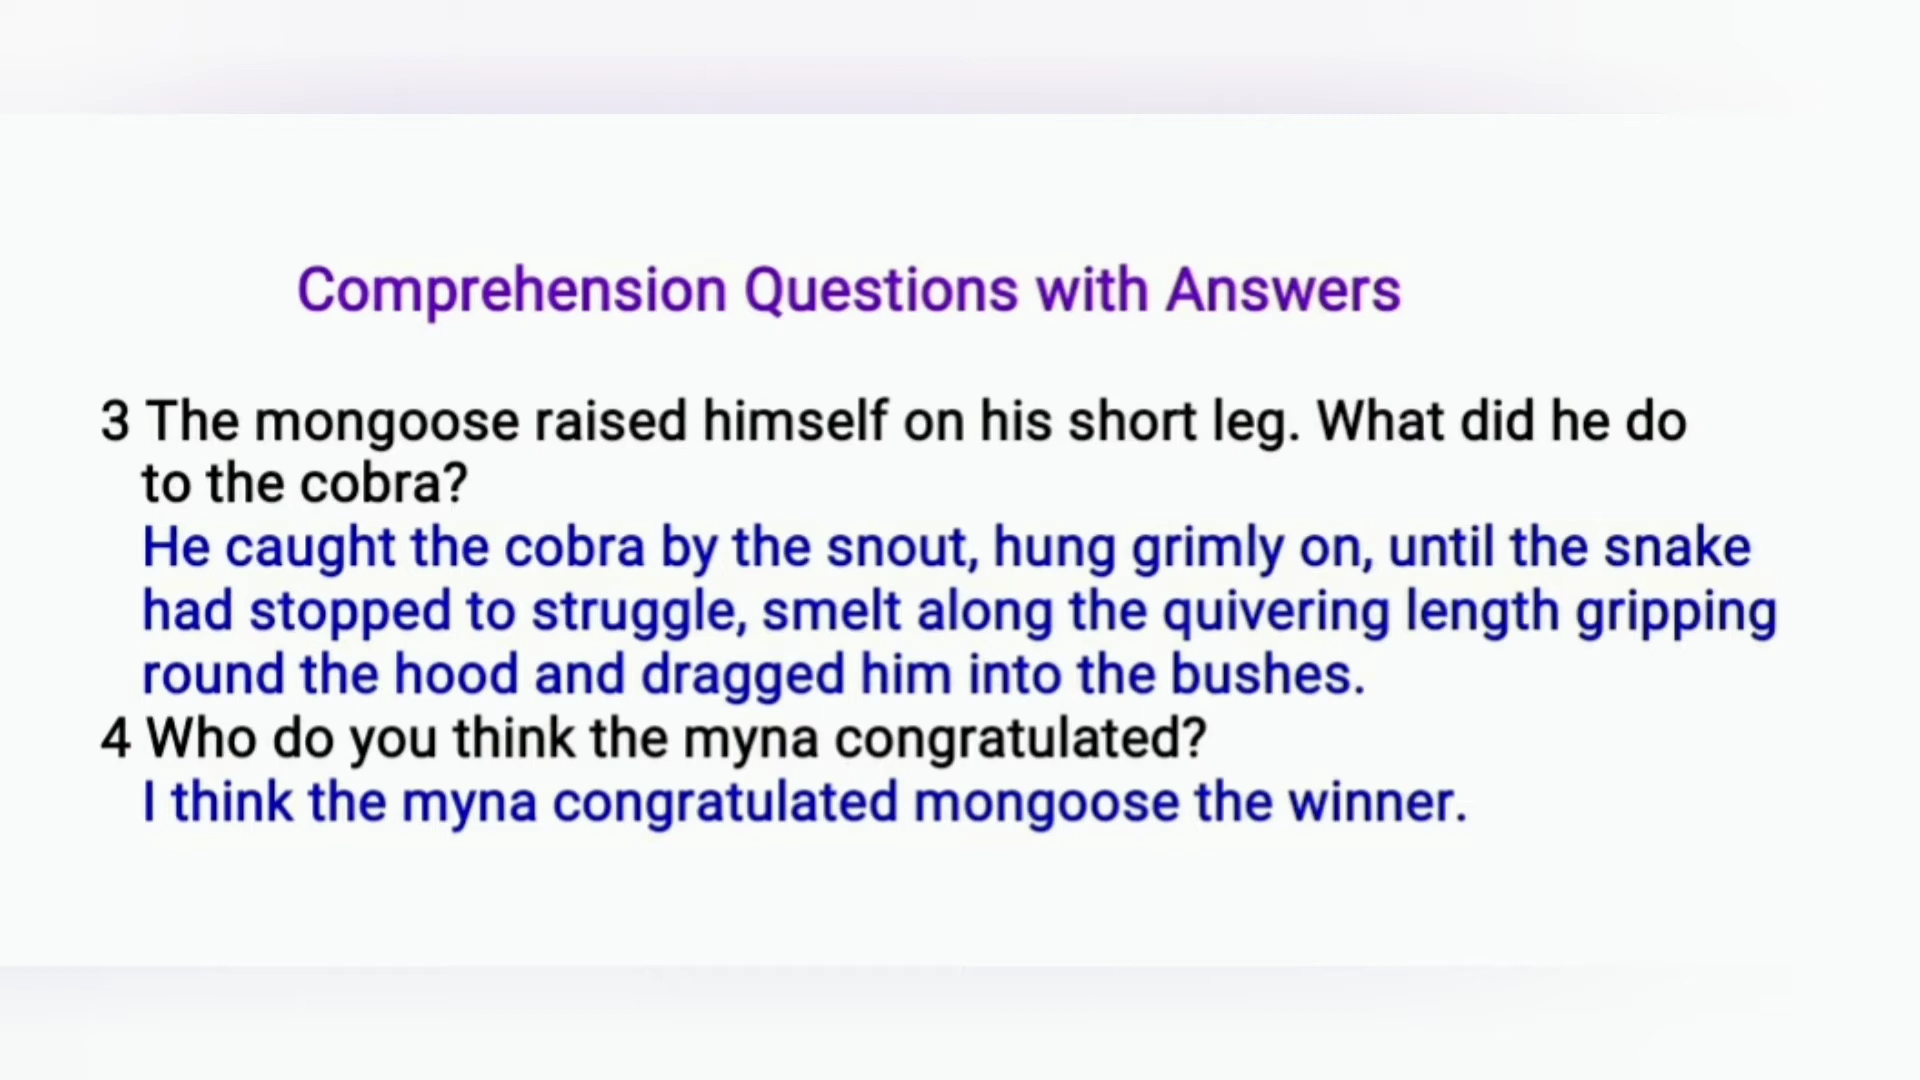 Comprehension Questions with Answers
3 The mongoose raised himself on his short leg. What did he do
to the cobra?
He caught the cobra by the snout, hung grimly on, until the snake
had stopped to struggle, smelt along the quivering length gripping
round the hood and dragged him into the bushes.
4 Who do you think the myna congratulated?
I think the myna congratulated mongoose the winner.